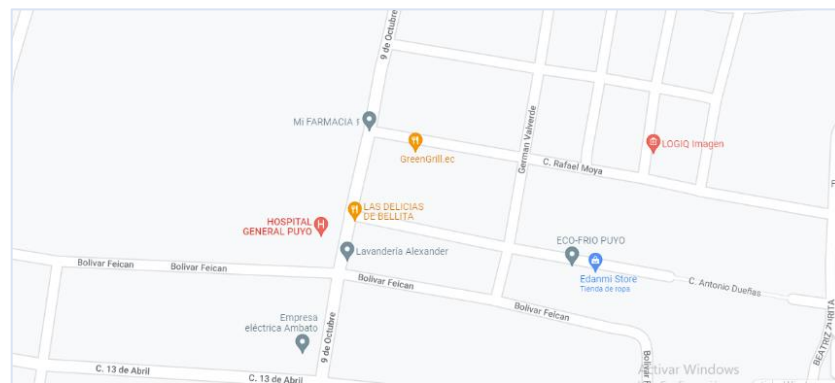 9 de Octubre
Mi FARMACIA 1
GreenGrill.ec
German Valverde
C. Rafael Moya
LOGIQ Imagen
LAS DELICIAS
DE BELLITA
HOSPITAL
GENERAL PUYO
Lavandería Alexander
ECO-FRIO PUYO
Edanmi Store
Tienda de ropa
C. Antonio Dueñas
Bolivar Feican
Bolivar Feican
Bolivar Feican
Bolivar Feican
Bolivar
BEATRIZ ZURITA
Empresa
eléctrica Ambato
9 de Octubre
C. 13 de Abril
C. 13 de Abril
Activar Windows